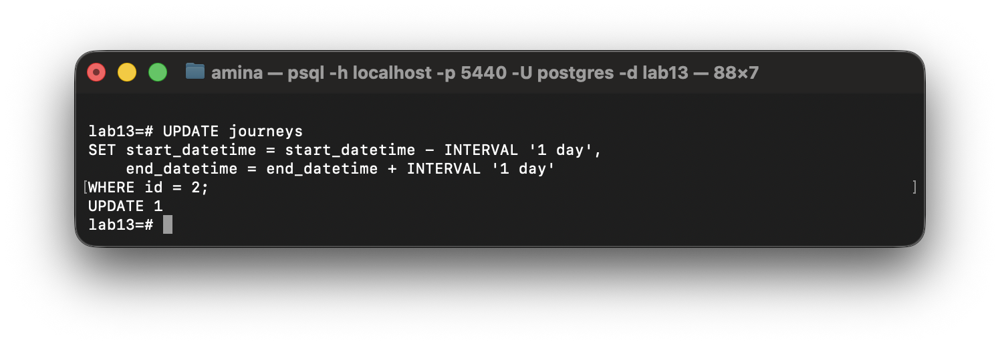 amina — psql -h localhost -p 5440 -U postgres -d lab13 — 88×7
lab13=# UPDATE journeys
SET start_datetime = start_datetime - INTERVAL '1 day',
    end_datetime = end_datetime + INTERVAL '1 day'
[WHERE id = 2; ]
UPDATE 1
lab13=#